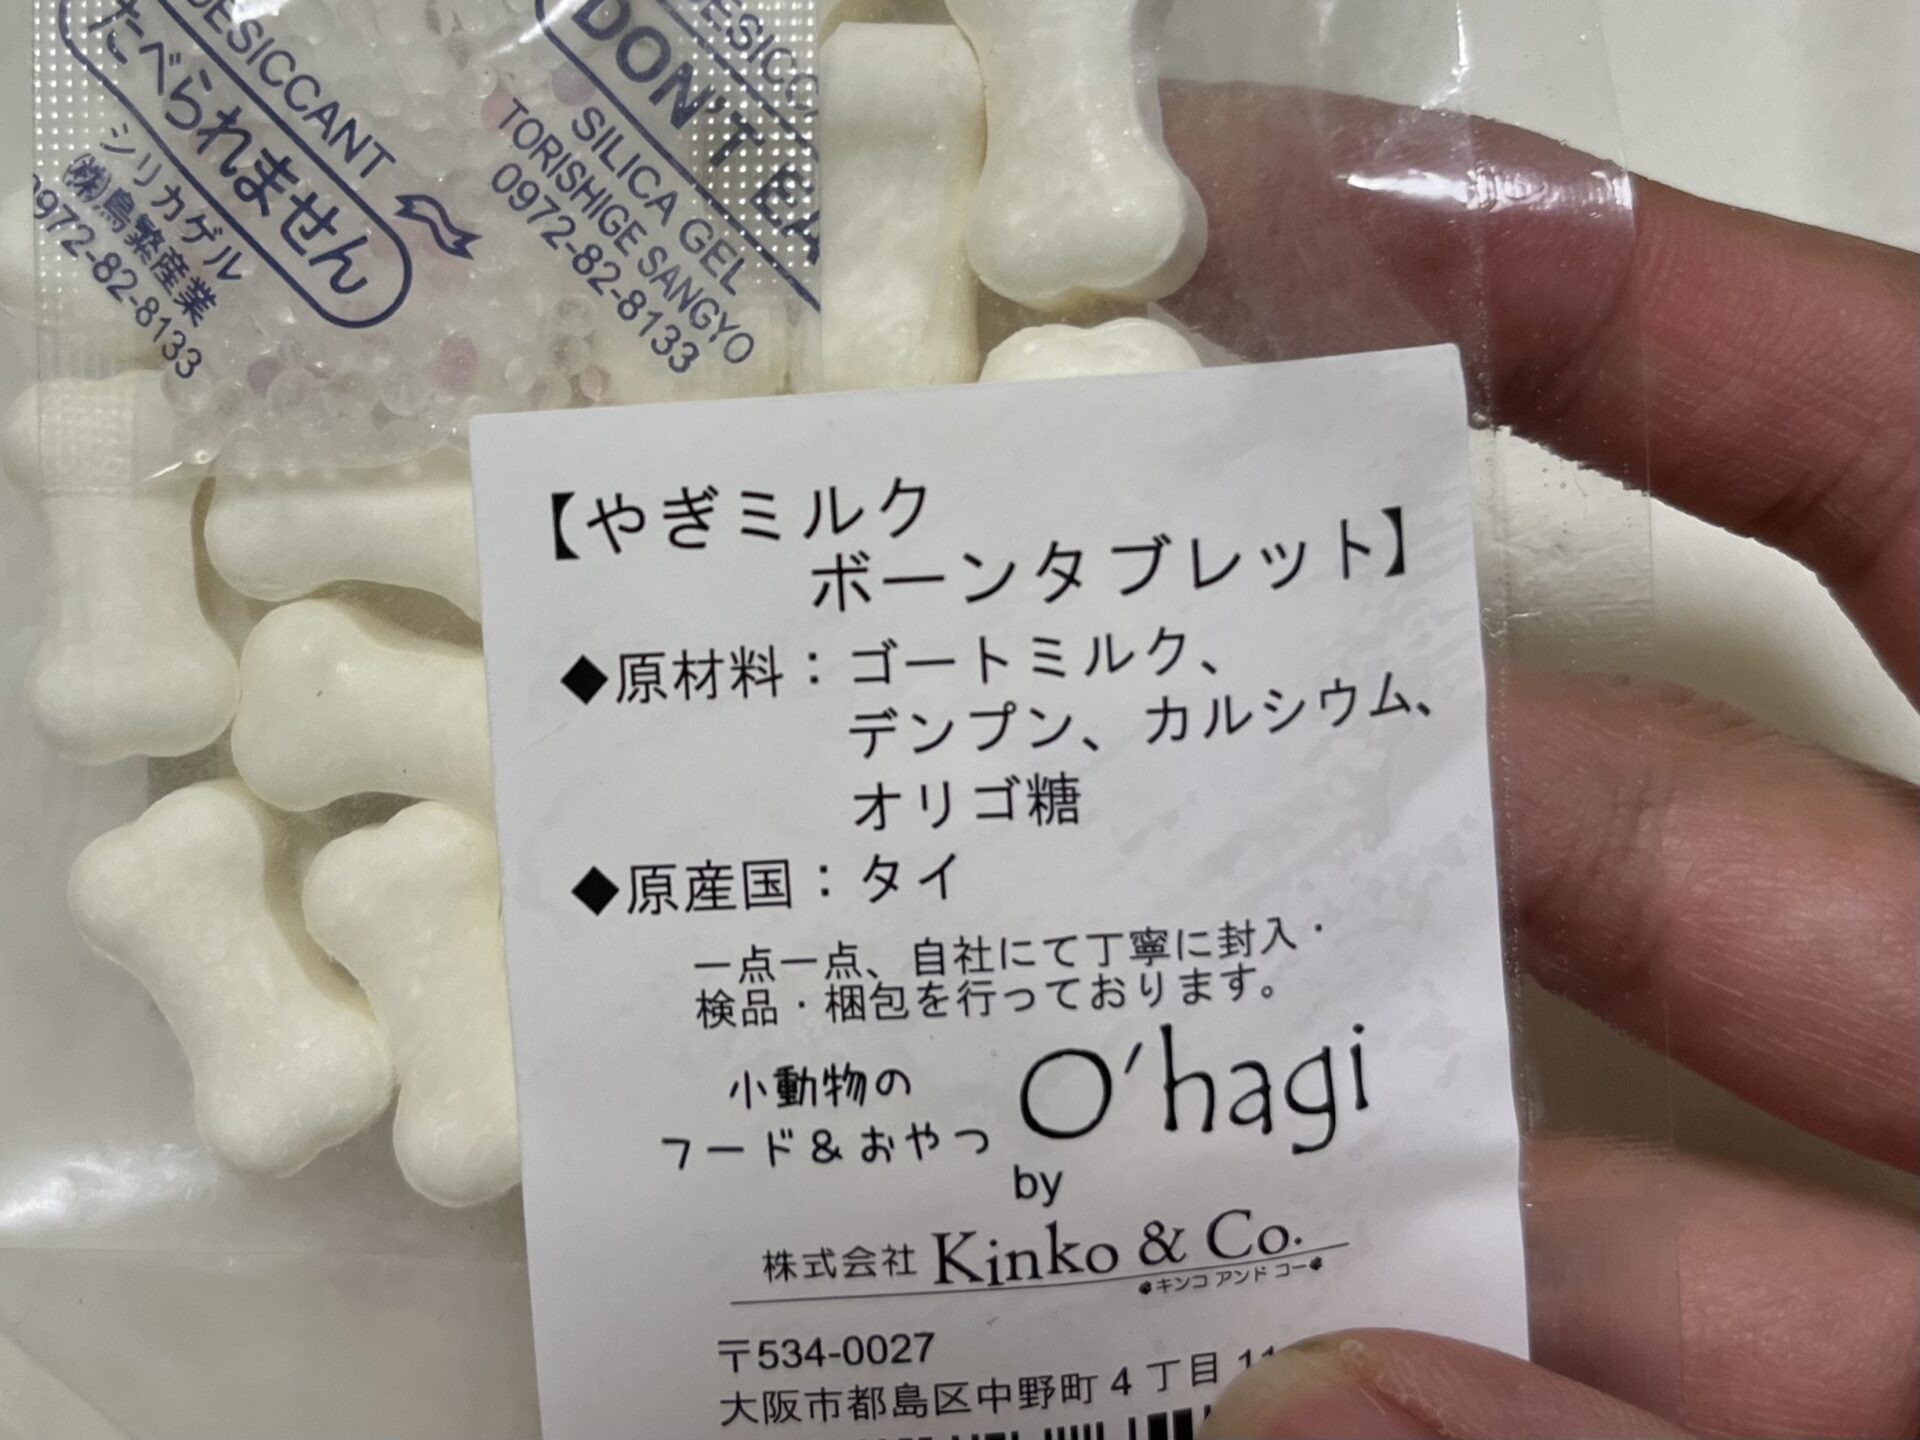 DESICCANT
たべられません
シリカゲル
㈱鳥繁産業
0972-82-8133
DESICC
DON'T EA
SILICA GEL
TORISHIGE SANGYO
0972-82-8133
【やぎミルク
ボーンタブレット】
◆原材料：ゴートミルク、
デンプン、カルシウム、
オリゴ糖
◆原産国：タイ
一点一点、自社にて丁寧に封入・
検品・梱包を行っております。
小動物の
フード＆おやつ
O'hagi
by
株式会社 Kinko & Co.
キンコ アンド コー
〒534-0027
大阪市都島区中野町４丁目 11